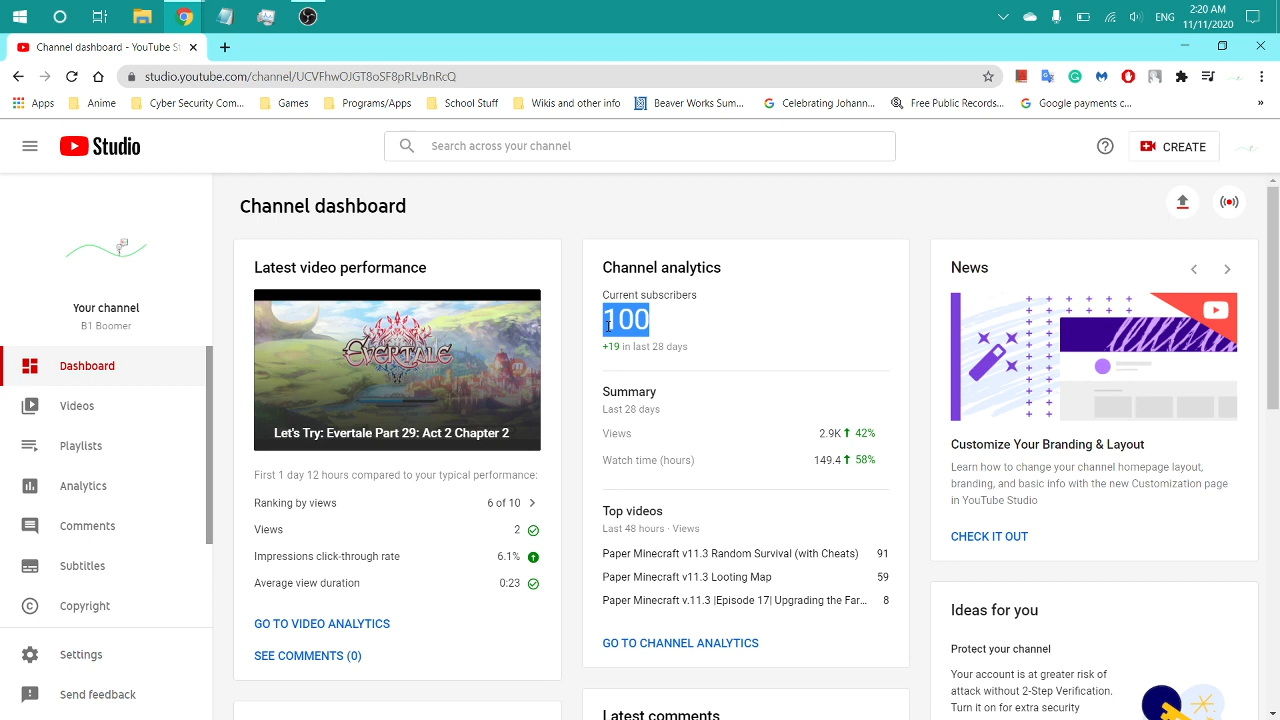 ENG
2:20 AM
11/11/2020
Channel dashboard - YouTube St
studio.youtube.com/channel/UCVFhwOJGT8oSF8pRLvBnRcQ
Apps
Anime
Cyber Security Com...
Games
Programs/Apps
School Stuff
Wikis and other info
Beaver Works Sum...
Celebrating Johann...
Free Public Records...
Google payments c...
»
Studio
Search across your channel
CREATE
Your channel
B1 Boomer
Dashboard
Videos
Playlists
Analytics
Comments
Subtitles
Copyright
Settings
Send feedback
Channel dashboard
Latest video performance
EVERTALE
Let's Try: Evertale Part 29: Act 2 Chapter 2
First 1 day 12 hours compared to your typical performance:
Ranking by views 6 of 10
Views 2
Impressions click-through rate 6.1%
Average view duration 0:23
GO TO VIDEO ANALYTICS
SEE COMMENTS (0)
Channel analytics
Current subscribers
100
+19 in last 28 days
Summary
Last 28 days
Views 2.9K 42%
Watch time (hours) 149.4 58%
Top videos
Last 48 hours · Views
Paper Minecraft v11.3 Random Survival (with Cheats) 91
Paper Minecraft v11.3 Looting Map 59
Paper Minecraft v.11.3 |Episode 17| Upgrading the Far... 8
GO TO CHANNEL ANALYTICS
Latest comments
News
Customize Your Branding & Layout
Learn how to change your channel homepage layout,
branding, and basic info with the new Customization page
in YouTube Studio
CHECK IT OUT
Ideas for you
Protect your channel
Your account is at greater risk of
attack without 2-Step Verification.
Turn it on for extra security